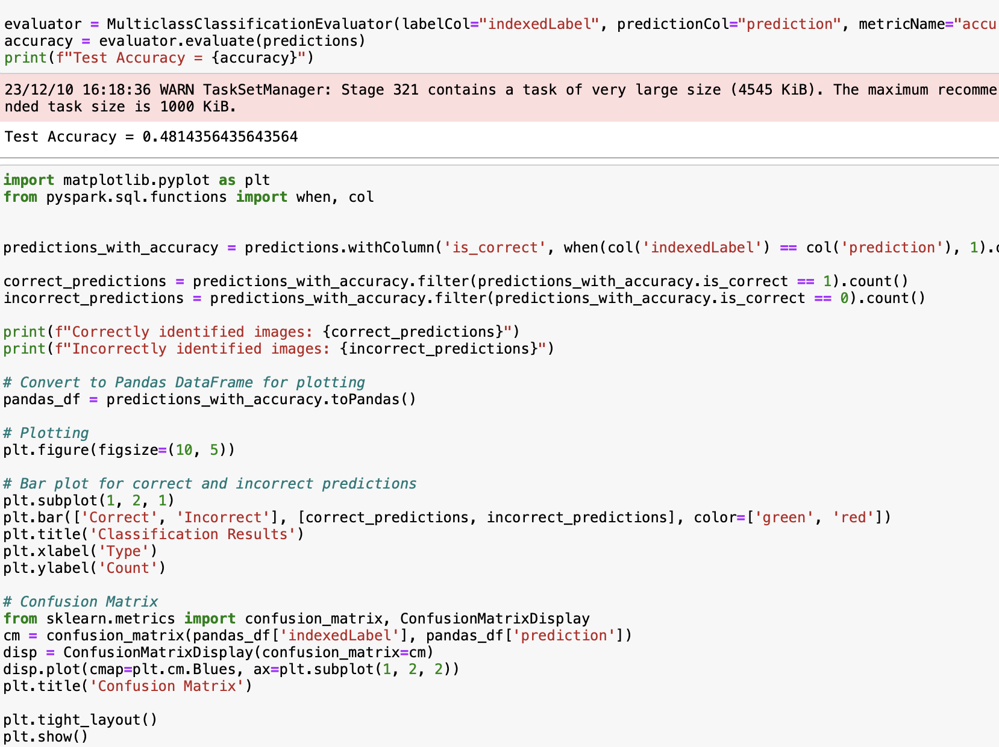 evaluator = MulticlassClassificationEvaluator(labelCol="indexedLabel", predictionCol="prediction", metricName="accu
accuracy = evaluator.evaluate(predictions)
print(f"Test Accuracy = {accuracy}")
23/12/10 16:18:36 WARN TaskSetManager: Stage 321 contains a task of very large size (4545 KiB). The maximum recomme
nded task size is 1000 KiB.
Test Accuracy = 0.4814356435643564
import matplotlib.pyplot as plt
from pyspark.sql.functions import when, col
predictions_with_accuracy = predictions.withColumn('is_correct', when(col('indexedLabel') == col('prediction'), 1).
correct_predictions = predictions_with_accuracy.filter(predictions_with_accuracy.is_correct == 1).count()
incorrect_predictions = predictions_with_accuracy.filter(predictions_with_accuracy.is_correct == 0).count()
print(f"Correctly identified images: {correct_predictions}")
print(f"Incorrectly identified images: {incorrect_predictions}")
# Convert to Pandas DataFrame for plotting
pandas_df = predictions_with_accuracy.toPandas()
# Plotting
plt.figure(figsize=(10, 5))
# Bar plot for correct and incorrect predictions
plt.subplot(1, 2, 1)
plt.bar(['Correct', 'Incorrect'], [correct_predictions, incorrect_predictions], color=['green', 'red'])
plt.title('Classification Results')
plt.xlabel('Type')
plt.ylabel('Count')
# Confusion Matrix
from sklearn.metrics import confusion_matrix, ConfusionMatrixDisplay
cm = confusion_matrix(pandas_df['indexedLabel'], pandas_df['prediction'])
disp = ConfusionMatrixDisplay(confusion_matrix=cm)
disp.plot(cmap=plt.cm.Blues, ax=plt.subplot(1, 2, 2))
plt.title('Confusion Matrix')
plt.tight_layout()
plt.show()